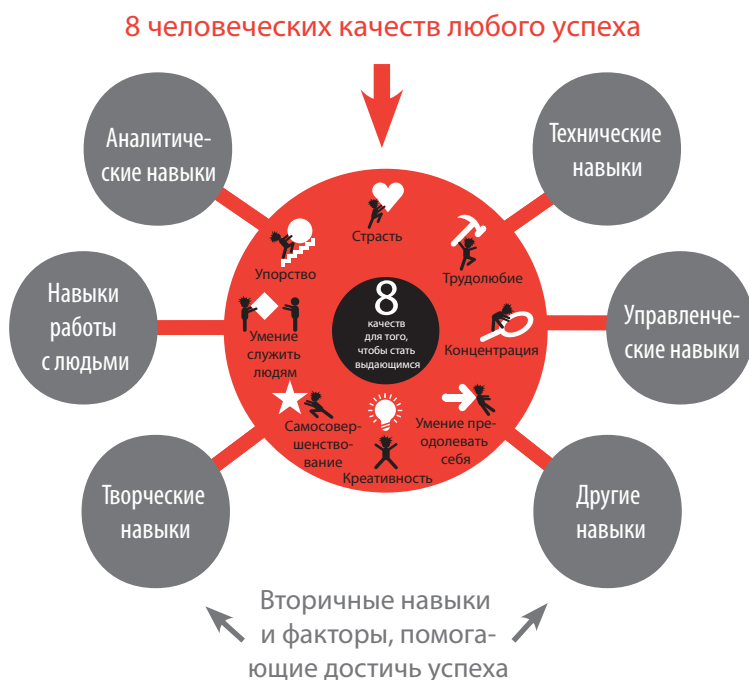 8 человеческих качеств любого успеха
Аналитиче-
ские навыки
Технические
навыки
Страсть
Упорство
Трудолюбие
Навыки
работы
с людьми
8
качеств
для того,
чтобы стать
выдающимся
Управленче-
ские навыки
Умение
служить
людям
Концентрация
Самосовер-
шенство-
вание
Умение пре-
одолевать
себя
Креативность
Творческие
навыки
Другие
навыки
Вторичные навыки
и факторы, помога-
ющие достичь успеха